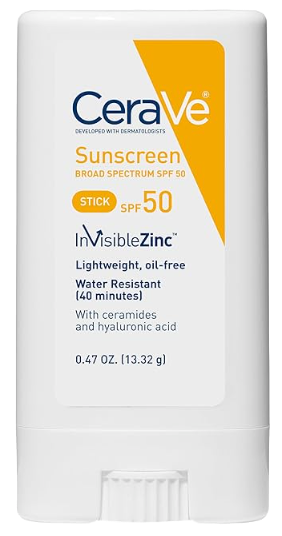 CeraVe®
DEVELOPED WITH DERMATOLOGISTS
Sunscreen
BROAD SPECTRUM SPF 50
STICK SPF 50
InVisibleZinc™
Lightweight, oil-free
Water Resistant
(40 minutes)
With ceramides
and hyaluronic acid
0.47 OZ. (13.32 g)